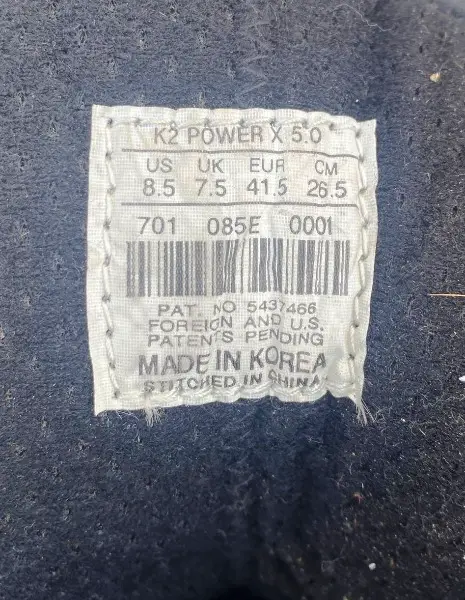 K2 POWER X 5.0
US UK EUR CM
8.5 7.5 41.5 26.5
701 085E 0001
PAT. NO 5437466
FOREIGN AND U.S.
PATENTS PENDING
MADE IN KOREA
STITCHED IN CHINA